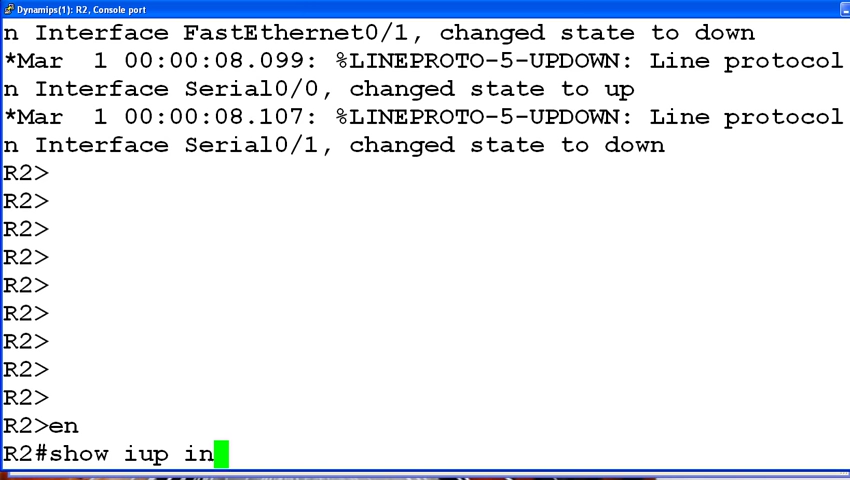 Dynamips(1): R2, Console port
n Interface FastEthernet0/1, changed state to down
*Mar  1 00:00:08.099: %LINEPROTO-5-UPDOWN: Line protocol
n Interface Serial0/0, changed state to up
*Mar  1 00:00:08.107: %LINEPROTO-5-UPDOWN: Line protocol
n Interface Serial0/1, changed state to down
R2>
R2>
R2>
R2>
R2>
R2>
R2>
R2>
R2>
R2>en
R2#show iup in